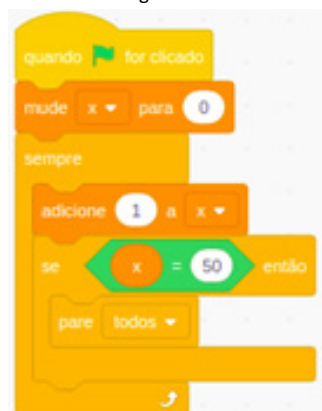 quando for clicado
mude x para 0
sempre
adicione 1 a x
se x = 50 então
pare todos